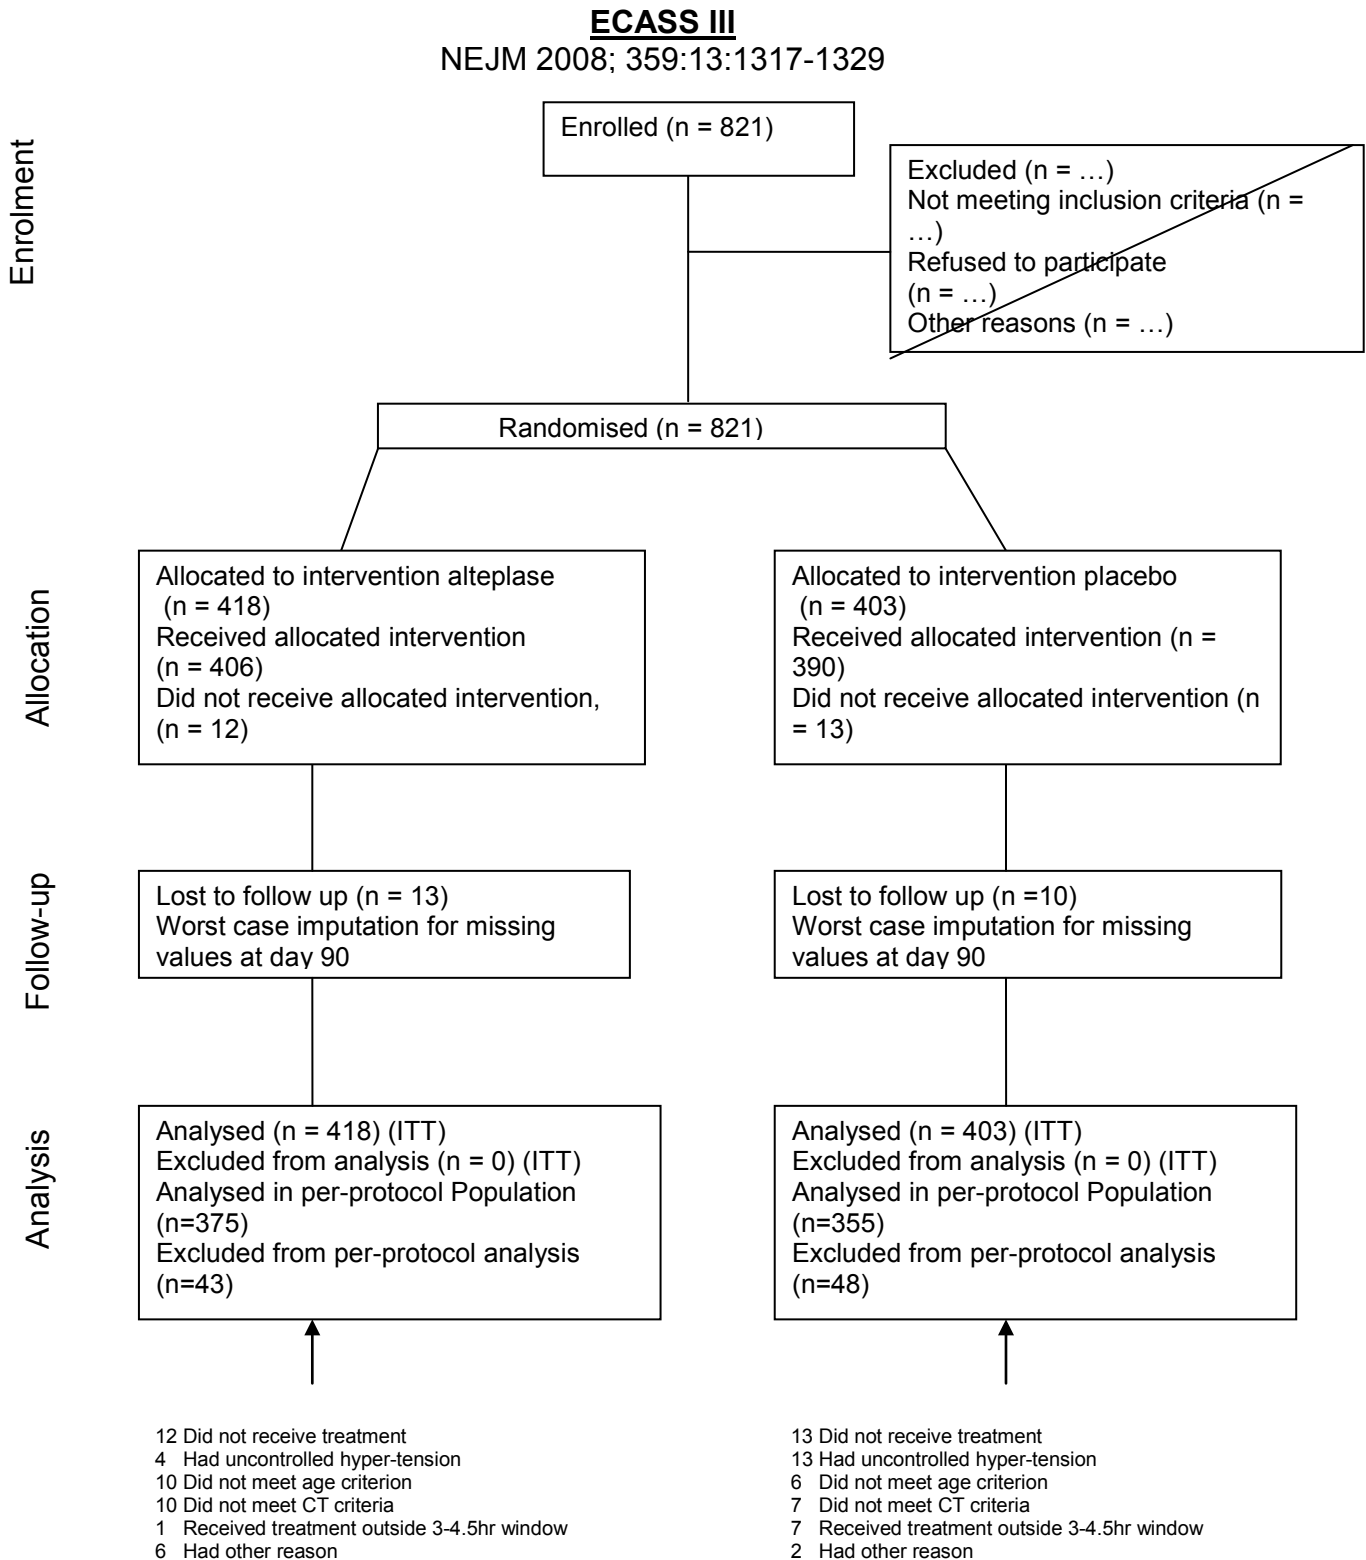 ECASS III
NEJM 2008; 359:13:1317-1329
Enrolment
Enrolled (n = 821)
Excluded (n = …)
Not meeting inclusion criteria (n =
…)
Refused to participate
(n = …)
Other reasons (n = …)
Randomised (n = 821)
Allocation
Allocated to intervention alteplase
(n = 418)
Received allocated intervention
(n = 406)
Did not receive allocated intervention,
(n = 12)
Allocated to intervention placebo
(n = 403)
Received allocated intervention (n =
390)
Did not receive allocated intervention (n
= 13)
Follow-up
Lost to follow up (n = 13)
Worst case imputation for missing
values at day 90
Lost to follow up (n =10)
Worst case imputation for missing
values at day 90
Analysis
Analysed (n = 418) (ITT)
Excluded from analysis (n = 0) (ITT)
Analysed in per-protocol Population
(n=375)
Excluded from per-protocol analysis
(n=43)
Analysed (n = 403) (ITT)
Excluded from analysis (n = 0) (ITT)
Analysed in per-protocol Population
(n=355)
Excluded from per-protocol analysis
(n=48)
12 Did not receive treatment
4 Had uncontrolled hyper-tension
10 Did not meet age criterion
10 Did not meet CT criteria
1 Received treatment outside 3-4.5hr window
6 Had other reason
13 Did not receive treatment
13 Had uncontrolled hyper-tension
6 Did not meet age criterion
7 Did not meet CT criteria
7 Received treatment outside 3-4.5hr window
2 Had other reason